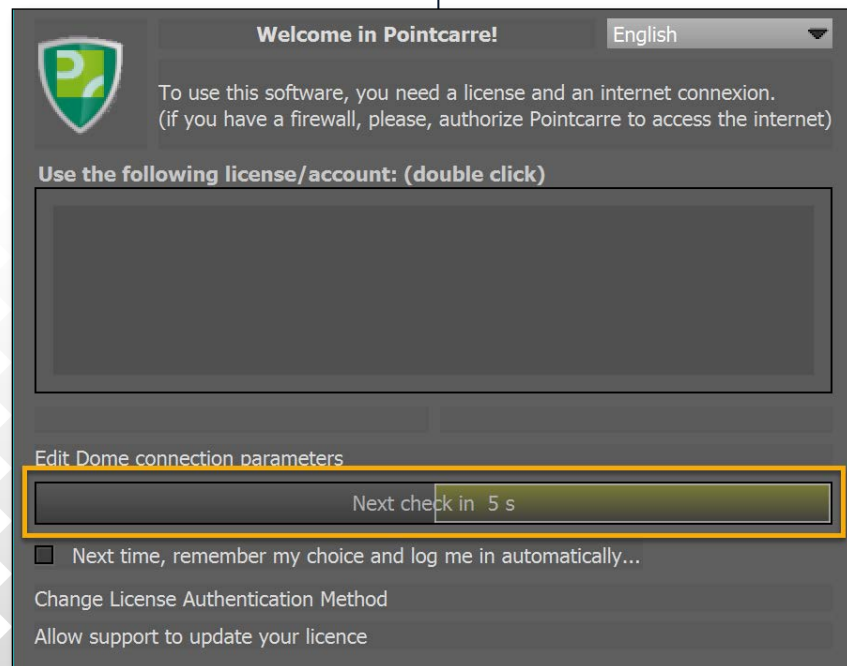 Welcome in Pointcarre!
English
To use this software, you need a license and an internet connexion.
(if you have a firewall, please, authorize Pointcarre to access the internet)
Use the following license/account: (double click)
Edit Dome connection parameters
Next check in 5 s
Next time, remember my choice and log me in automatically...
Change License Authentication Method
Allow support to update your licence